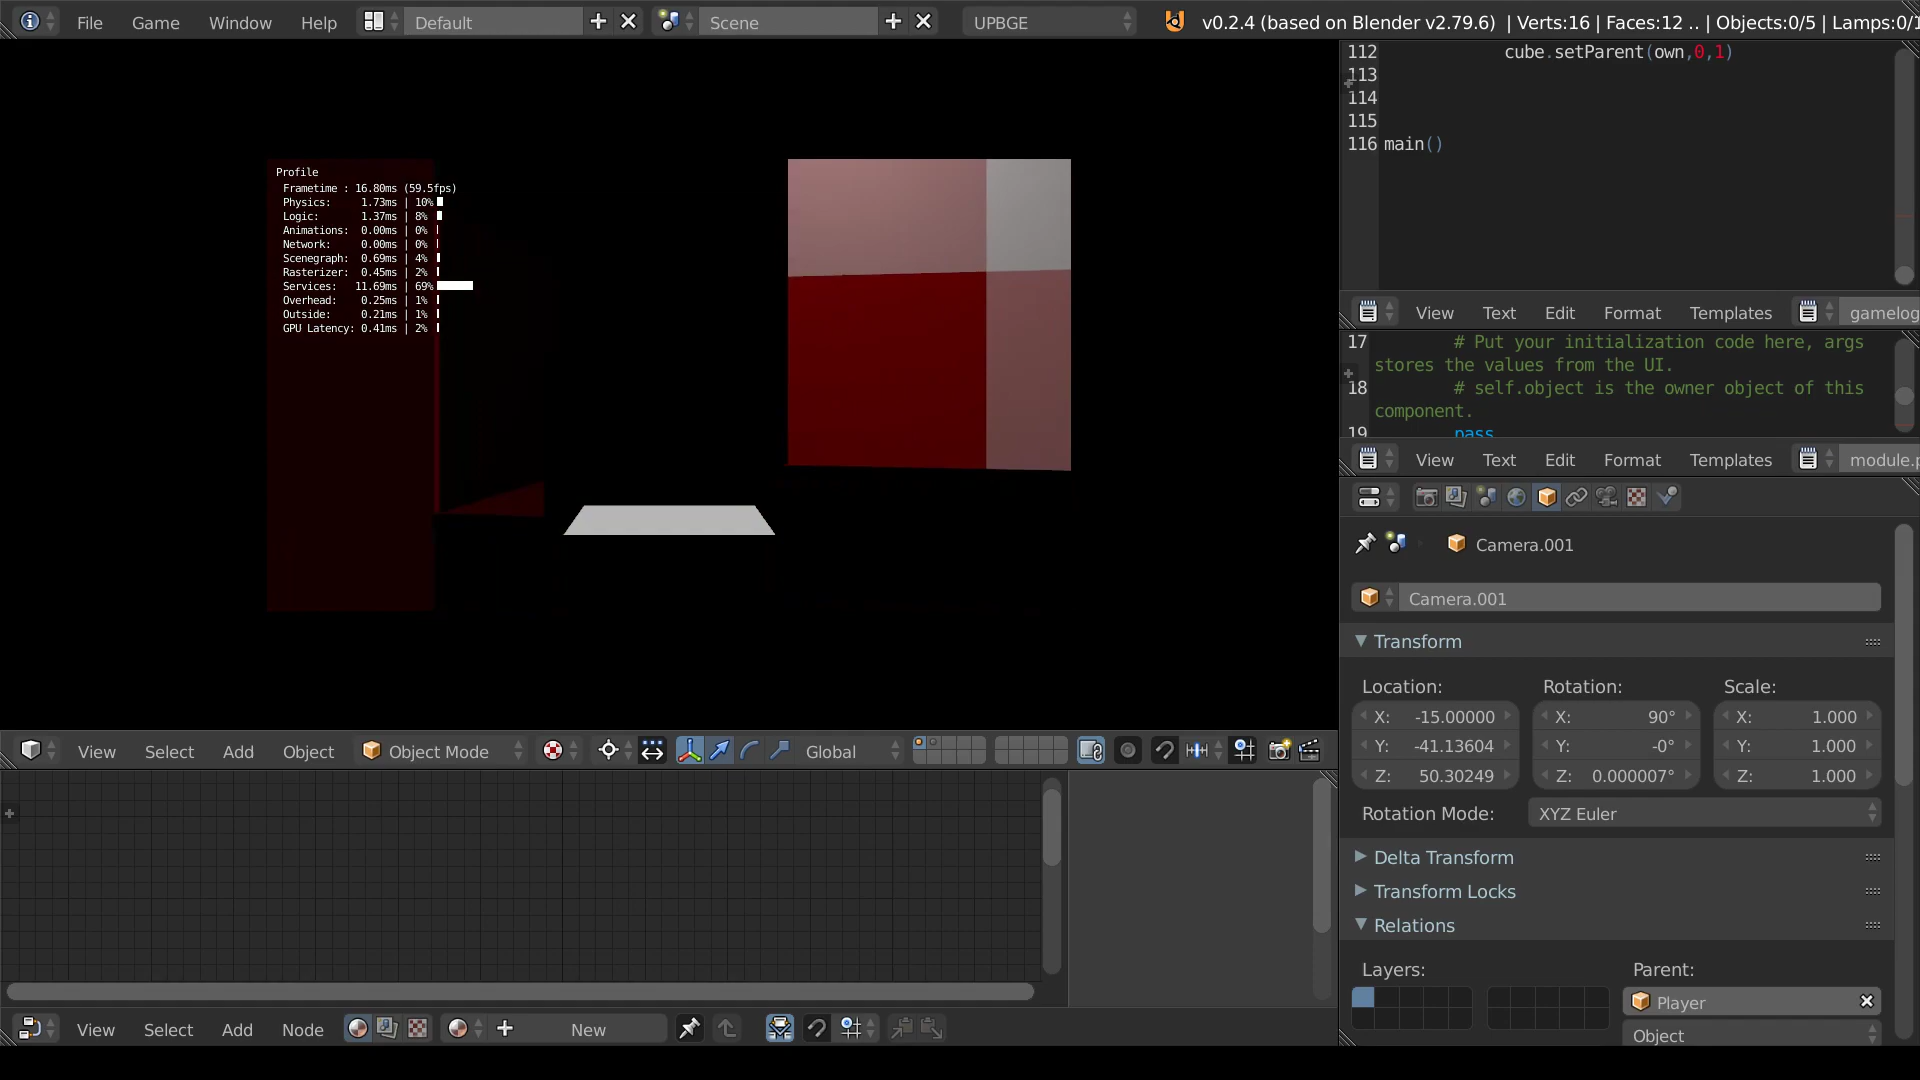 File Game Window Help Default Scene UPBGE v0.2.4 (based on Blender v2.79.6) | Verts:16 | Faces:12 .. | Objects:0/5 | Lamps:0/1
Profile
Frametime : 16.80ms (59.5fps)
Physics: 1.73ms | 10%
Logic: 1.37ms | 8%
Animations: 0.00ms | 0%
Network: 0.00ms | 0%
Scenegraph: 0.69ms | 4%
Rasterizer: 0.45ms | 2%
Services: 11.69ms | 69%
Overhead: 0.25ms | 1%
Outside: 0.21ms | 1%
GPU Latency: 0.41ms | 2%
View Select Add Object Object Mode Global
View Select Add Node New
112 cube.setParent(own,0,1)
113
114
115
116 main()
View Text Edit Format Templates gamelog
17 # Put your initialization code here, args
stores the values from the UI.
18 # self.object is the owner object of this
component.
19 pass
View Text Edit Format Templates module.p
Camera.001
Camera.001
Transform
Location: Rotation: Scale:
X: -15.00000 X: 90° X: 1.000
Y: -41.13604 Y: -0° Y: 1.000
Z: 50.30249 Z: 0.000007° Z: 1.000
Rotation Mode: XYZ Euler
Delta Transform
Transform Locks
Relations
Layers: Parent:
Player
Object